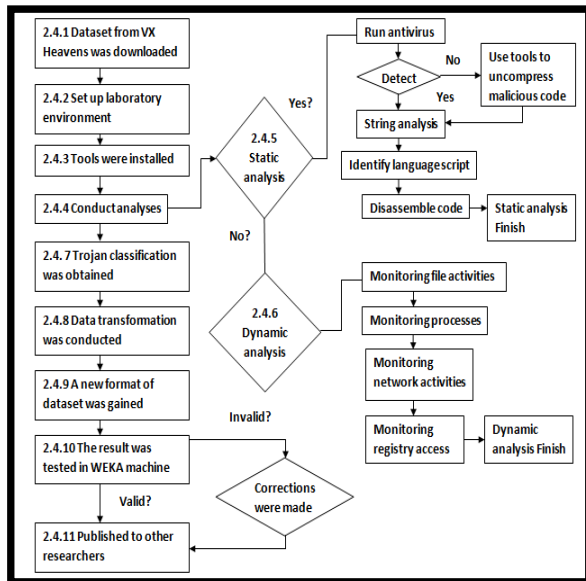 2.4.1 Dataset from VX
Heavens was downloaded
2.4.2 Set up laboratory
environment
2.4.3 Tools were installed
2.4.4 Conduct analyses
2.4. 7 Trojan classification
was obtained
2.4.8 Data transformation
was conducted
2.4.9 A new format of
dataset was gained
2.4.10 The result was
tested in WEKA machine
Valid?
2.4.11 Published to other
researchers
Yes?
2.4.5
Static
analysis
No?
2.4.6
Dynamic
analysis
Invalid?
Corrections
were made
Run antivirus
Detect
No
Yes
Use tools to
uncompress
malicious code
String analysis
Identify language script
Disassemble code
Static analysis
Finish
Monitoring file activities
Monitoring processes
Monitoring
network activities
Monitoring
registry access
Dynamic
analysis Finish